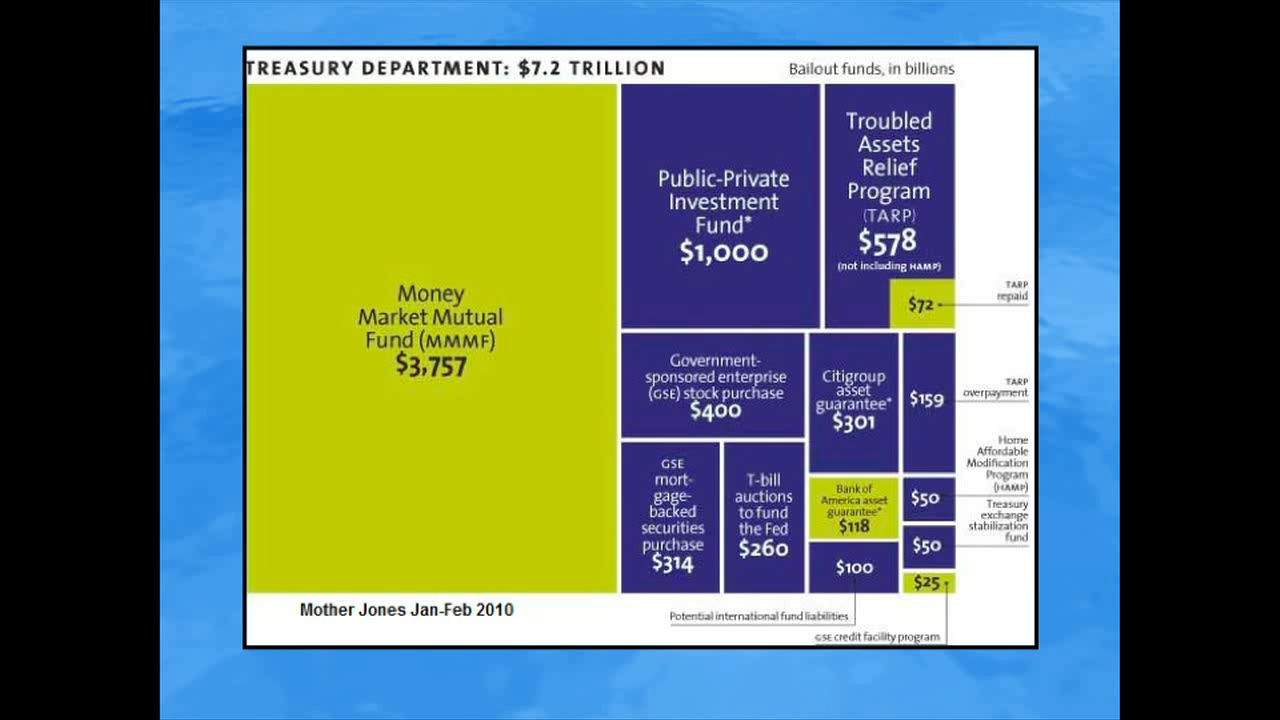 TREASURY DEPARTMENT: $7.2 TRILLION
Bailout funds, in billions
Money
Market Mutual
Fund (MMMF)
$3,757
Public-Private
Investment
Fund*
$1,000
Troubled
Assets
Relief
Program
(TARP)
$578
(not including HAMP)
$72
TARP
repaid
Government-
sponsored enterprise
(GSE) stock purchase
$400
Citigroup
asset
guarantee*
$301
$159
TARP
overpayment
GSE
mort-
gage-
backed
securities
purchase
$314
T-bill
auctions
to fund
the Fed
$260
Bank of
America asset
guarantee*
$118
$100
$50
Home
Affordable
Modification
Program
(HAMP)
$50
Treasury
exchange
stabilization
fund
$25
Mother Jones Jan-Feb 2010
Potential international fund liabilities
GSE credit facility program